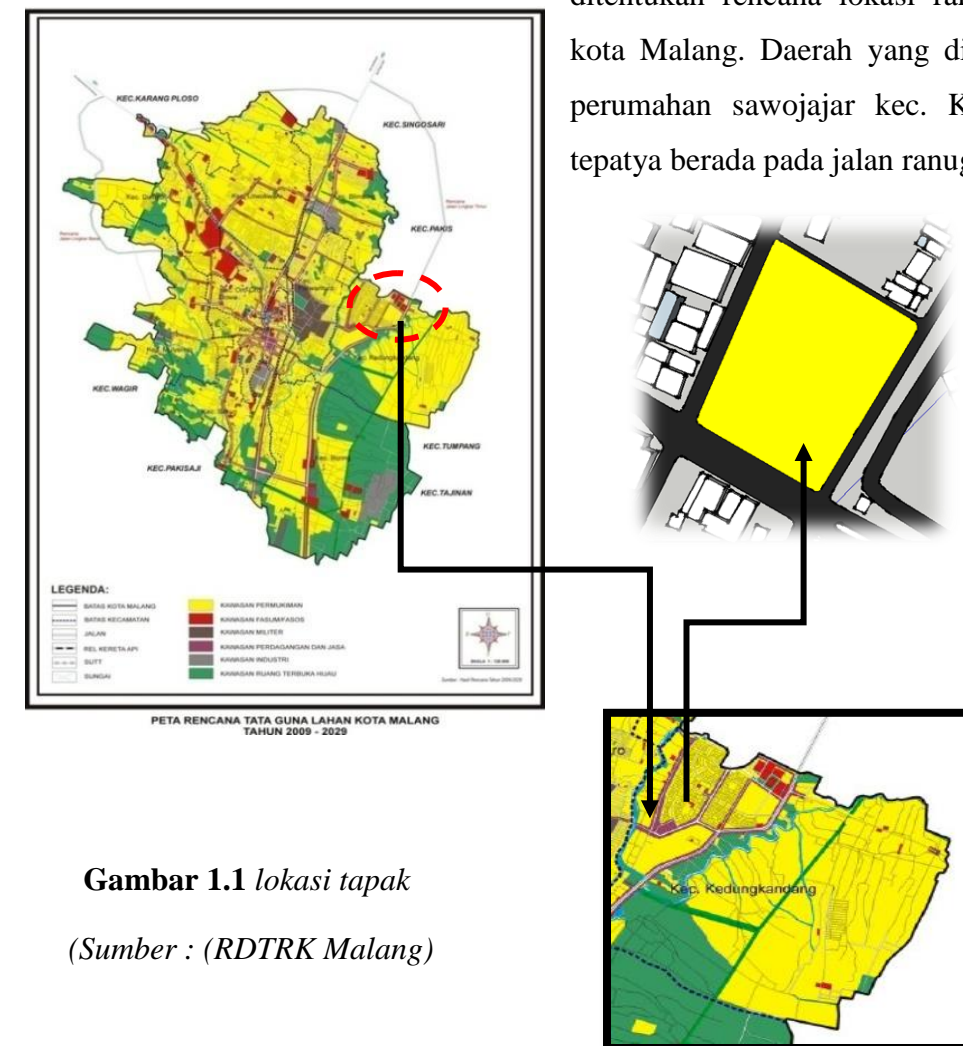 ditentukan rencana lokasi
kota Malang. Daerah yang
perumahan sawojajar kec. K
tepatya berada pada jalan
KEC.KARANG PLOSO
KEC.SINGOSARI
KEC.PAKIS
KEC.WAGIR
KEC.TUMPANG
KEC.PAKISAJI
KEC.TAJINAN
LEGENDA:
BATAS KOTA MALANG
BATAS KECAMATAN
JALAN
REL KERETA API
SUTT
SUNGAI
KAWASAN PERMUKIMAN
KAWASAN FASUM/FASOS
KAWASAN MILITER
KAWASAN PERDAGANGAN DAN JASA
KAWASAN INDUSTRI
KAWASAN RUANG TERBUKA HIJAU
PETA RENCANA TATA GUNA LAHAN KOTA MALANG
TAHUN 2009 - 2029
Kec. Kedungkandang
Gambar 1.1 lokasi tapak
(Sumber : (RDTRK Malang)